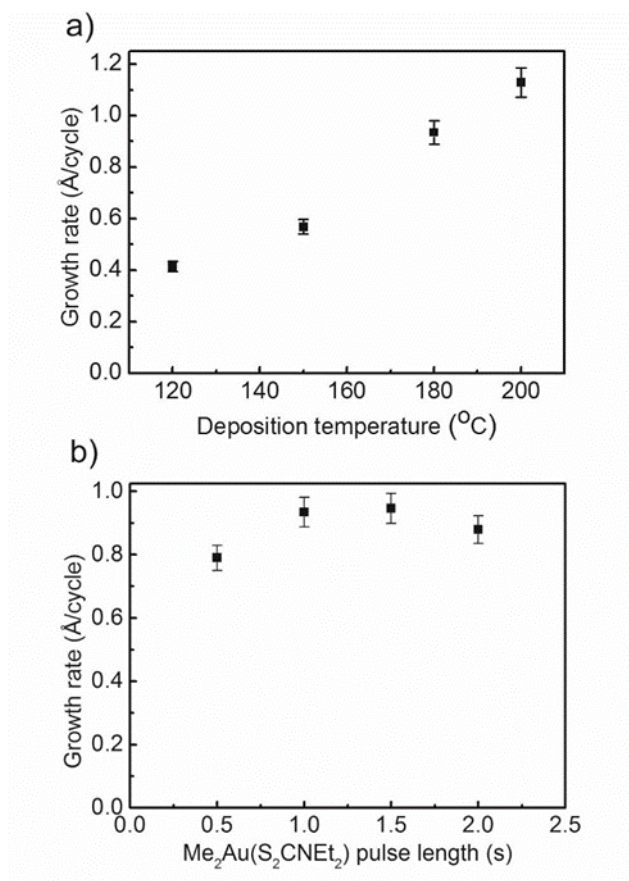 a)
1.2
1.0
0.8
0.6
0.4
0.2
0.0
Growth rate (Å/cycle)
120 140 160 180 200
Deposition temperature (ºC)
b)
1.0
0.8
0.6
0.4
0.2
0.0
Growth rate (Å/cycle)
0.0 0.5 1.0 1.5 2.0 2.5
Me₂Au(S₂CNEt₂) pulse length (s)